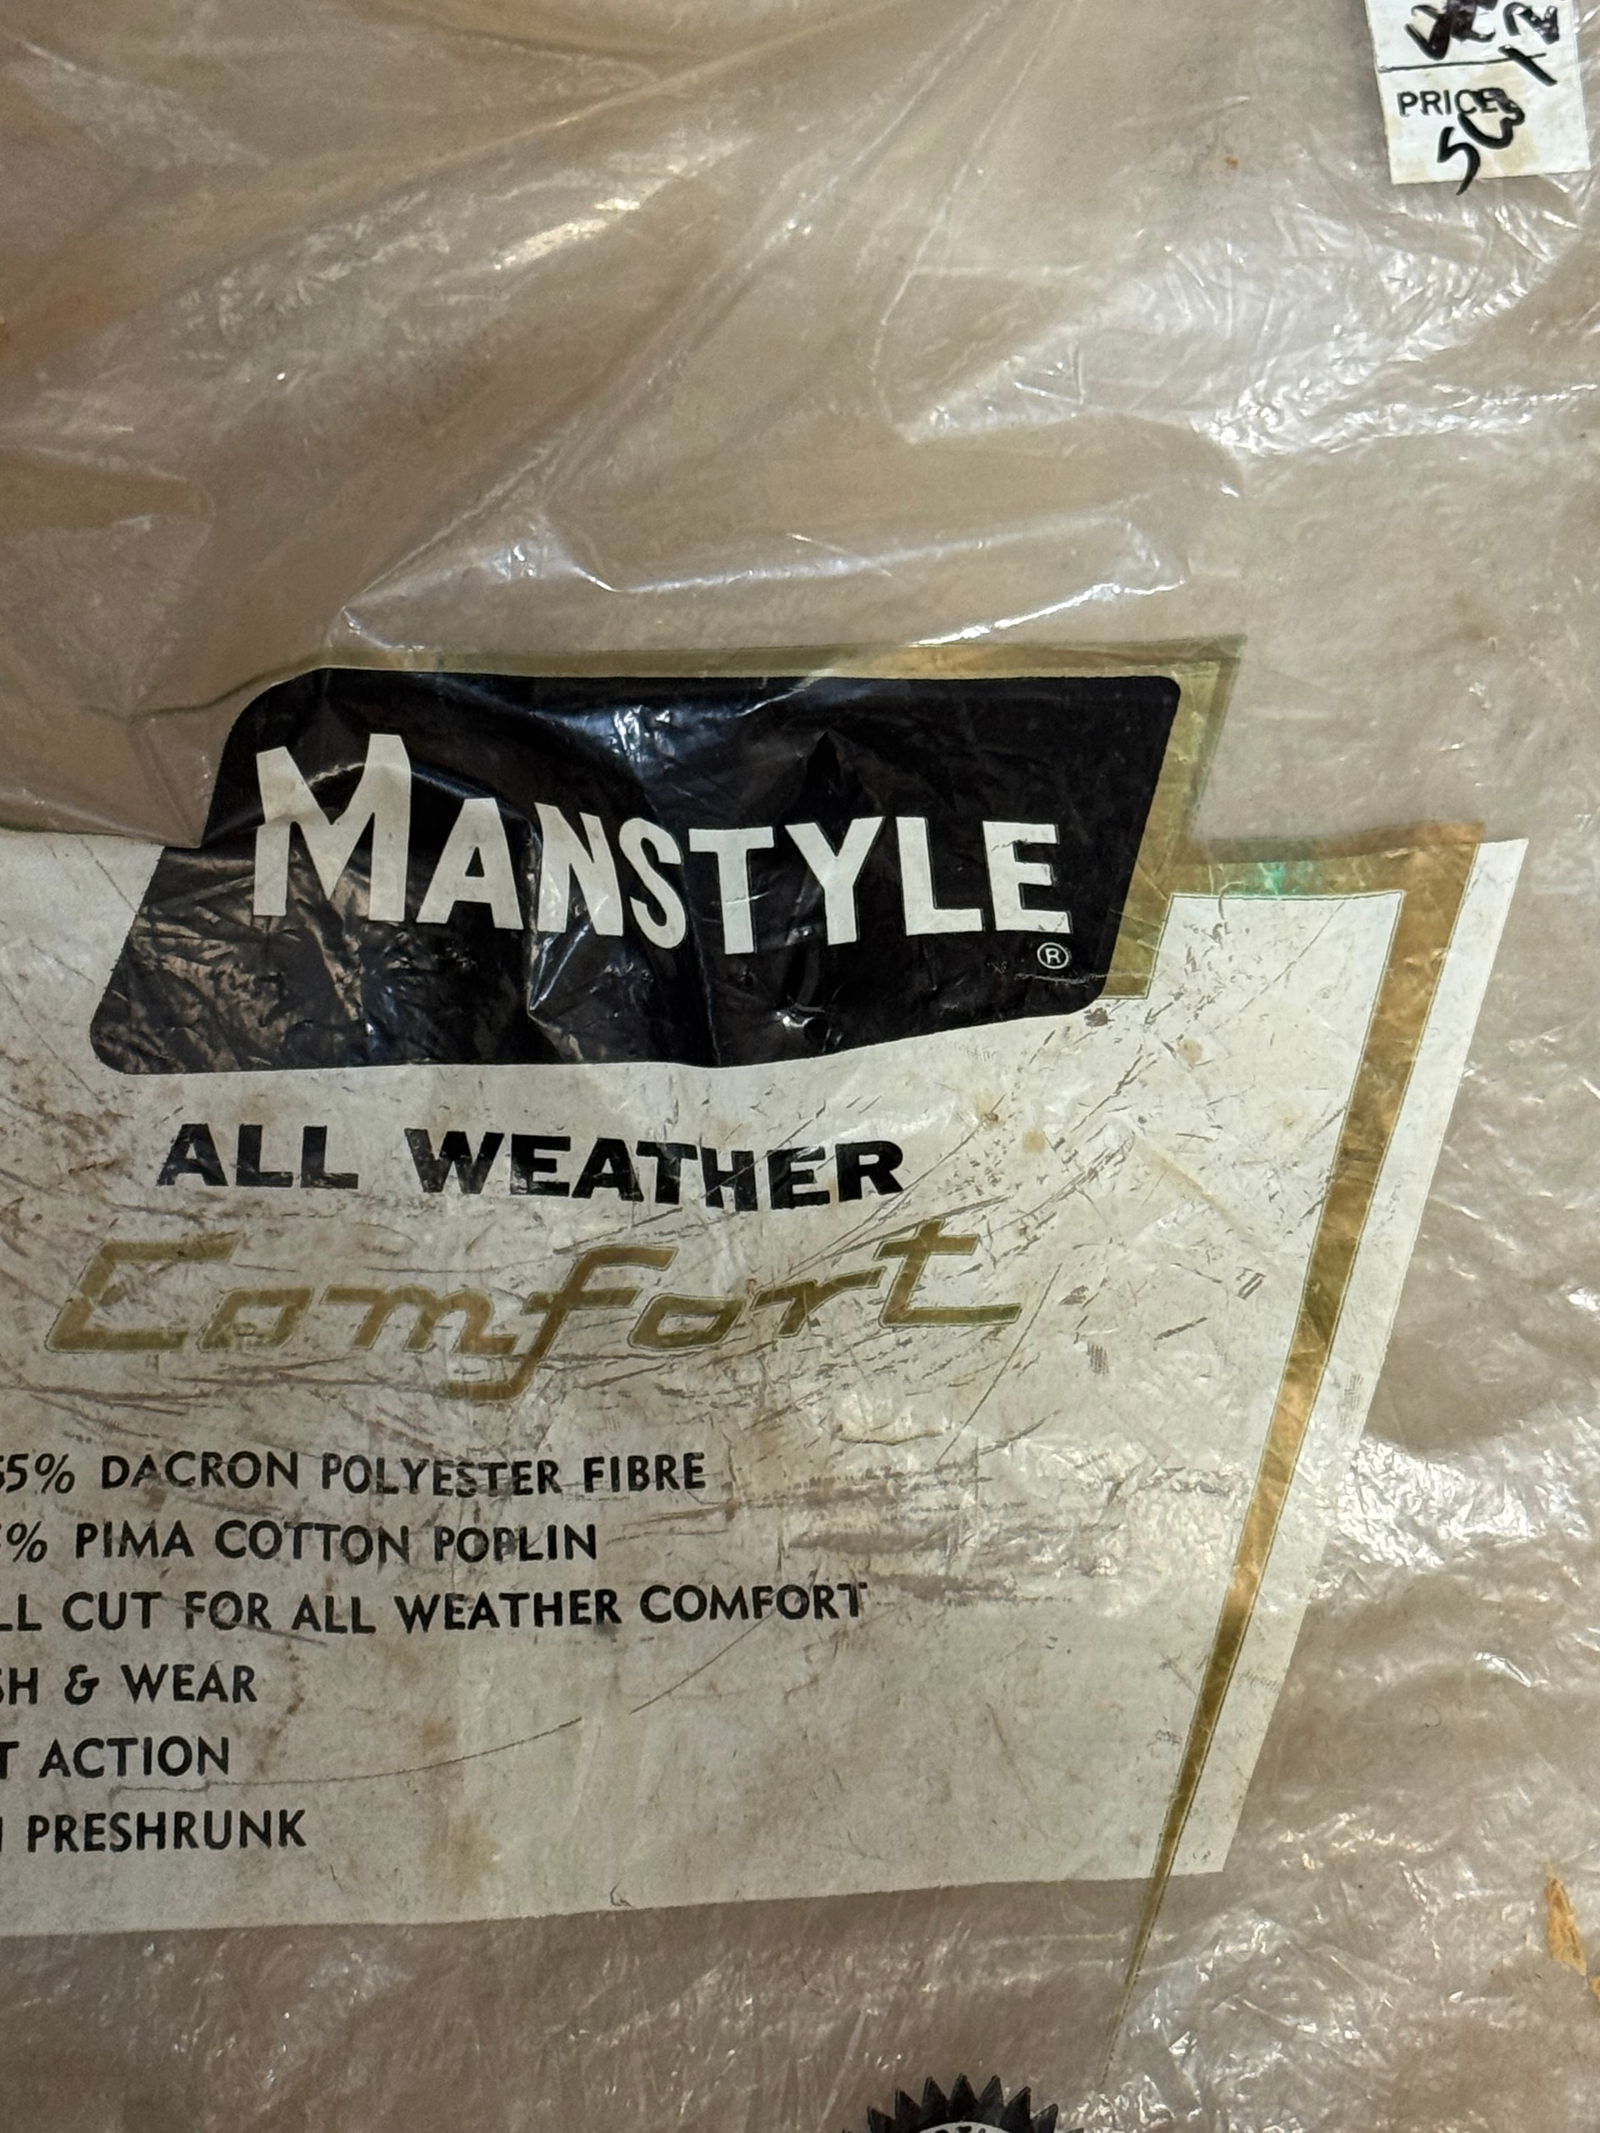 PRICE
MANSTYLE
®
ALL WEATHER
Comfort
5% DACRON POLYESTER FIBRE
% PIMA COTTON POPLIN
LL CUT FOR ALL WEATHER COMFORT
SH & WEAR
T ACTION
PRESHRUNK